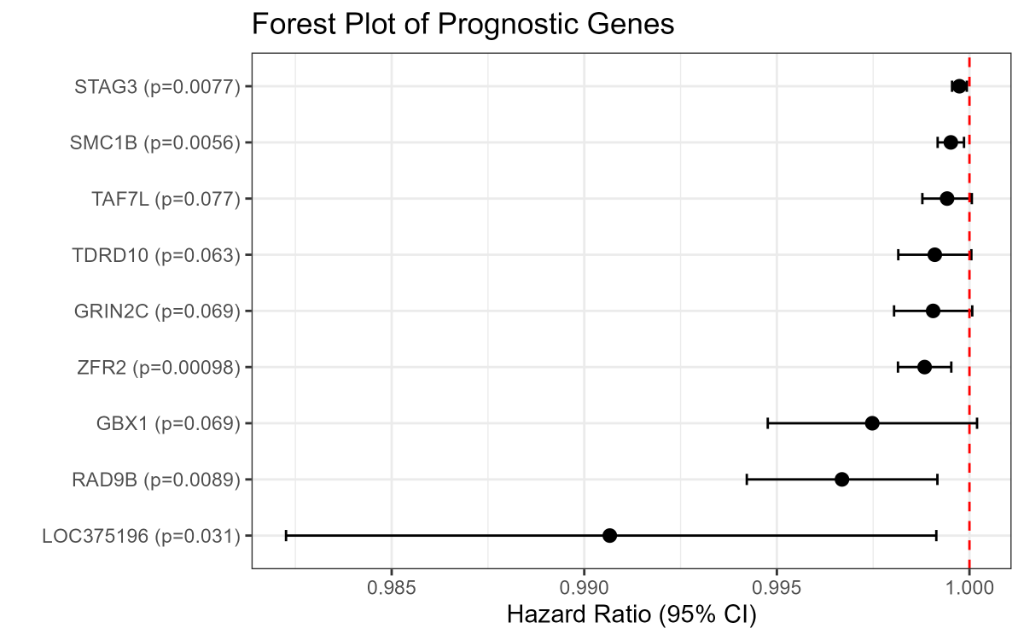 Forest Plot of Prognostic Genes
STAG3 (p=0.0077)
SMC1B (p=0.0056)
TAF7L (p=0.077)
TDRD10 (p=0.063)
GRIN2C (p=0.069)
ZFR2 (p=0.00098)
GBX1 (p=0.069)
RAD9B (p=0.0089)
LOC375196 (p=0.031)
0.985 0.990 0.995 1.000
Hazard Ratio (95% CI)